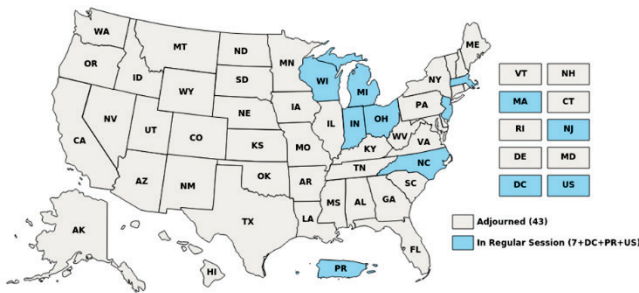 WA
OR
CA
NV
ID
MT
WY
UT
AZ
CO
NM
ND
SD
NE
KS
OK
TX
MN
IA
MO
AR
LA
WI
IL
MI
IN
OH
KY
TN
MS
AL
GA
FL
SC
NC
VA
WV
PA
NY
ME
AK
HI
PR
VT NH
MA CT
RI NJ
DE MD
DC US
Adjourned (43)
In Regular Session (7+DC+PR+US)